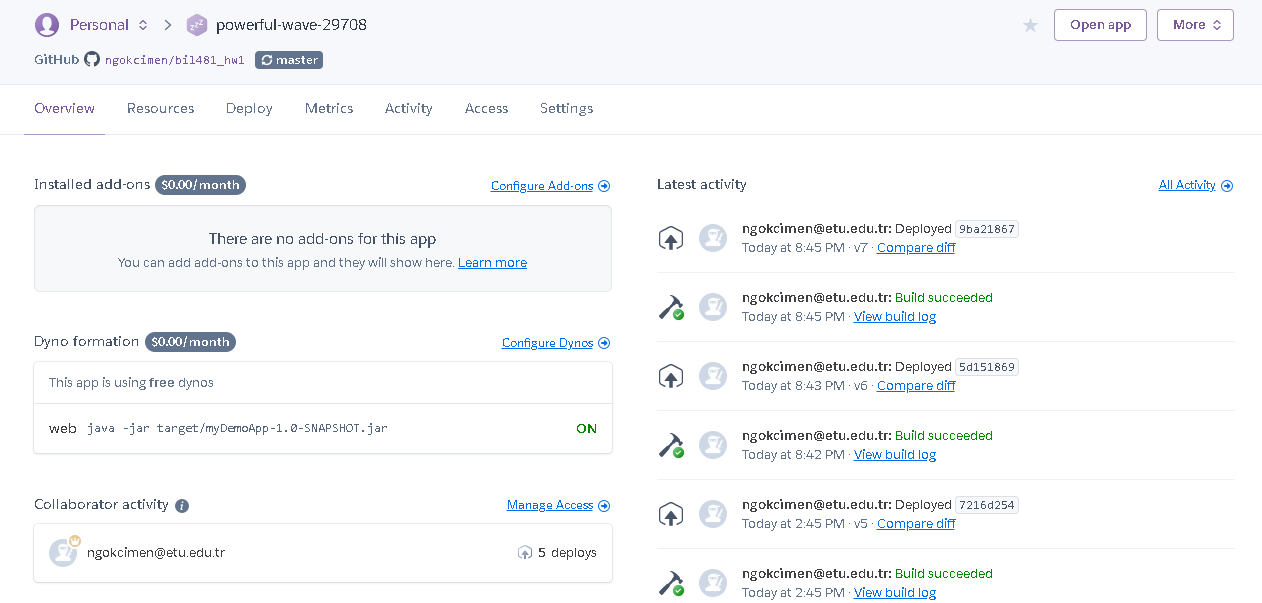 Personal powerful-wave-29708 Open app More
GitHub ngokcimen/bil481_hw1 master
Overview Resources Deploy Metrics Activity Access Settings
Installed add-ons $0.00/month Configure Add-ons
There are no add-ons for this app
You can add add-ons to this app and they will show here. Learn more
Dyno formation $0.00/month Configure Dynos
This app is using free dynos
web java -jar target/myDemoApp-1.0-SNAPSHOT.jar ON
Collaborator activity i Manage Access
ngokcimen@etu.edu.tr 5 deploys
Latest activity All Activity
ngokcimen@etu.edu.tr: Deployed 9ba21867
Today at 8:45 PM · v7 · Compare diff
ngokcimen@etu.edu.tr: Build succeeded
Today at 8:45 PM · View build log
ngokcimen@etu.edu.tr: Deployed 5d151869
Today at 8:43 PM · v6 · Compare diff
ngokcimen@etu.edu.tr: Build succeeded
Today at 8:42 PM · View build log
ngokcimen@etu.edu.tr: Deployed 7216d254
Today at 2:45 PM · v5 · Compare diff
ngokcimen@etu.edu.tr: Build succeeded
Today at 2:45 PM · View build log